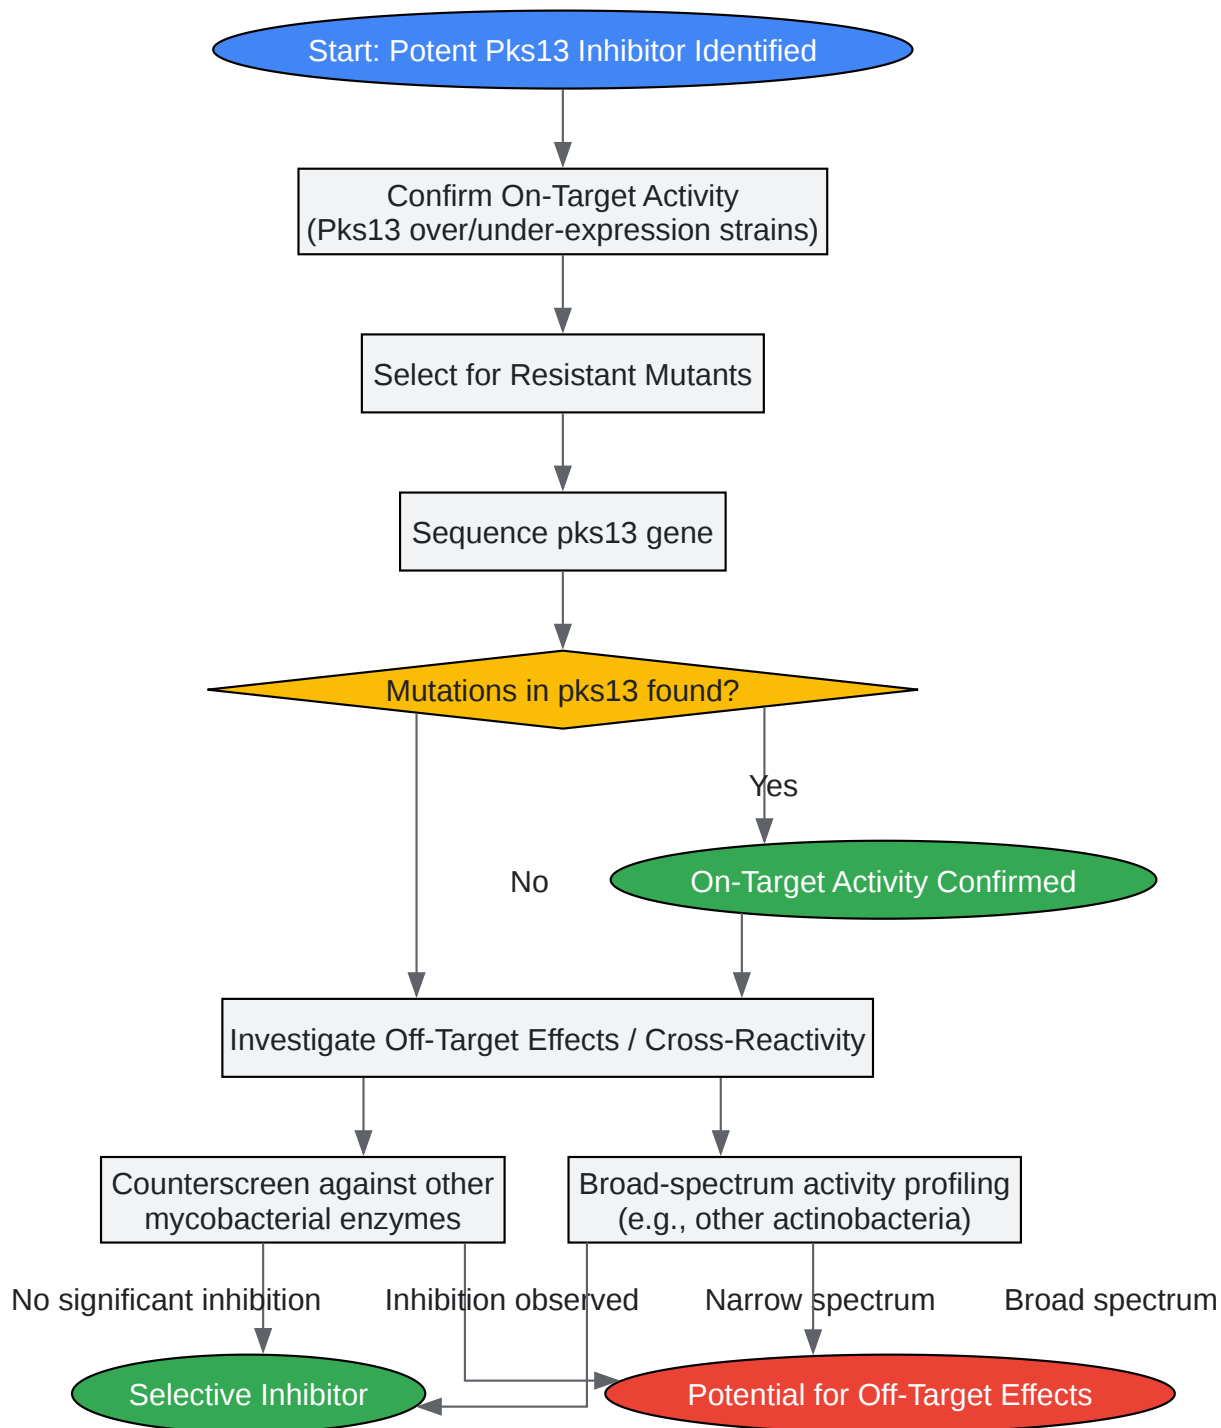 Start: Potent Pks13 Inhibitor Identified
Confirm On-Target Activity
(Pks13 over/under-expression strains)
Select for Resistant Mutants
Sequence pks13 gene
Mutations in pks13 found?
Yes
No
On-Target Activity Confirmed
Investigate Off-Target Effects / Cross-Reactivity
Counterscreen against other
mycobacterial enzymes
Broad-spectrum activity profiling
(e.g., other actinobacteria)
No significant inhibition
Inhibition observed
Narrow spectrum
Broad spectrum
Selective Inhibitor
Potential for Off-Target Effects